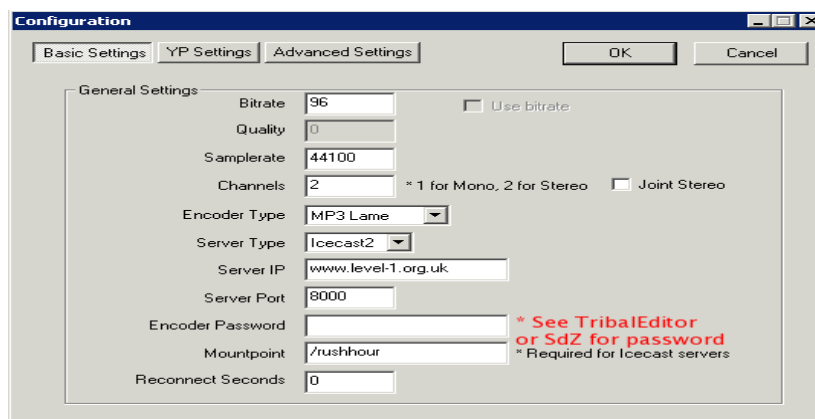 Configuration
Basic Settings YP Settings Advanced Settings OK Cancel
General Settings
Bitrate 96 Use bitrate
Quality 0
Samplerate 44100
Channels 2 * 1 for Mono, 2 for Stereo Joint Stereo
Encoder Type MP3 Lame
Server Type Icecast2
Server IP www.level-1.org.uk
Server Port 8000
Encoder Password * See TribalEditor
or SdZ for password
Mountpoint /rushhour * Required for Icecast servers
Reconnect Seconds 0